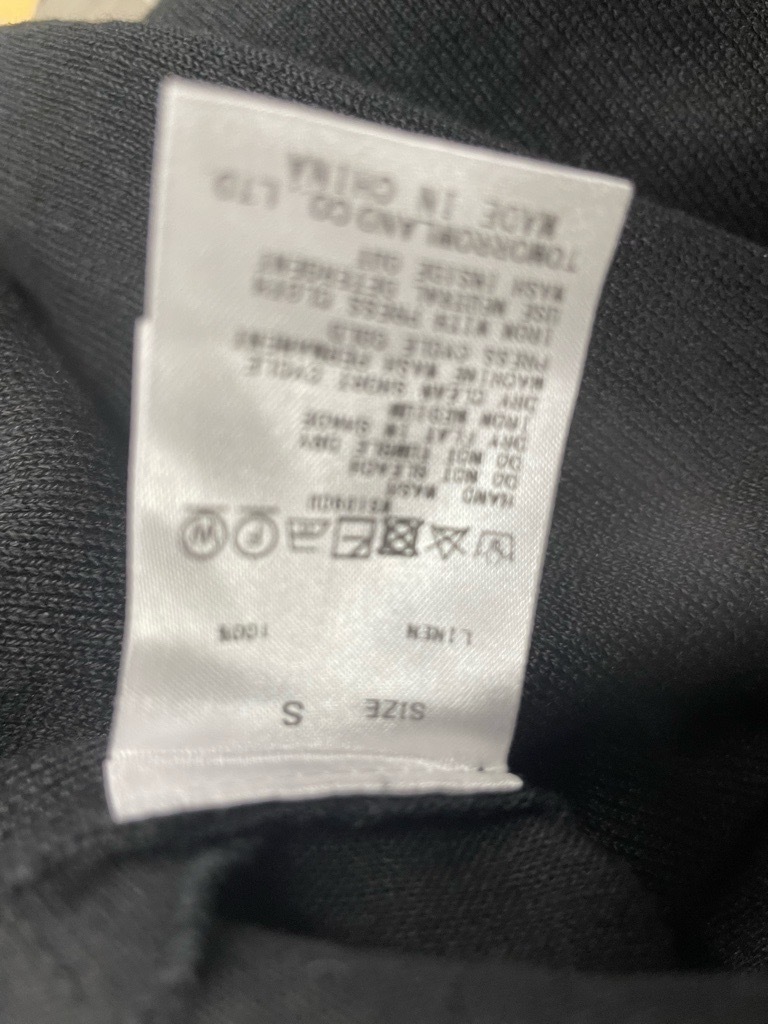 SIZE S
LINEN 100%
W F
HAND WASH
DO NOT BLEACH
DO NOT TUMBLE DRY
DRY FLAT IN SHADE
IRON MEDIUM
DRY CLEAN SHORT CYCLE
MACHINE WASH PERMANENT
PRESS CYCLE COLD
IRON WITH PRESS CLOTH
USE NEUTRAL DETERGENT
WASH INSIDE OUT
TOMORROWLAND CO., LTD.
MADE IN CHINA